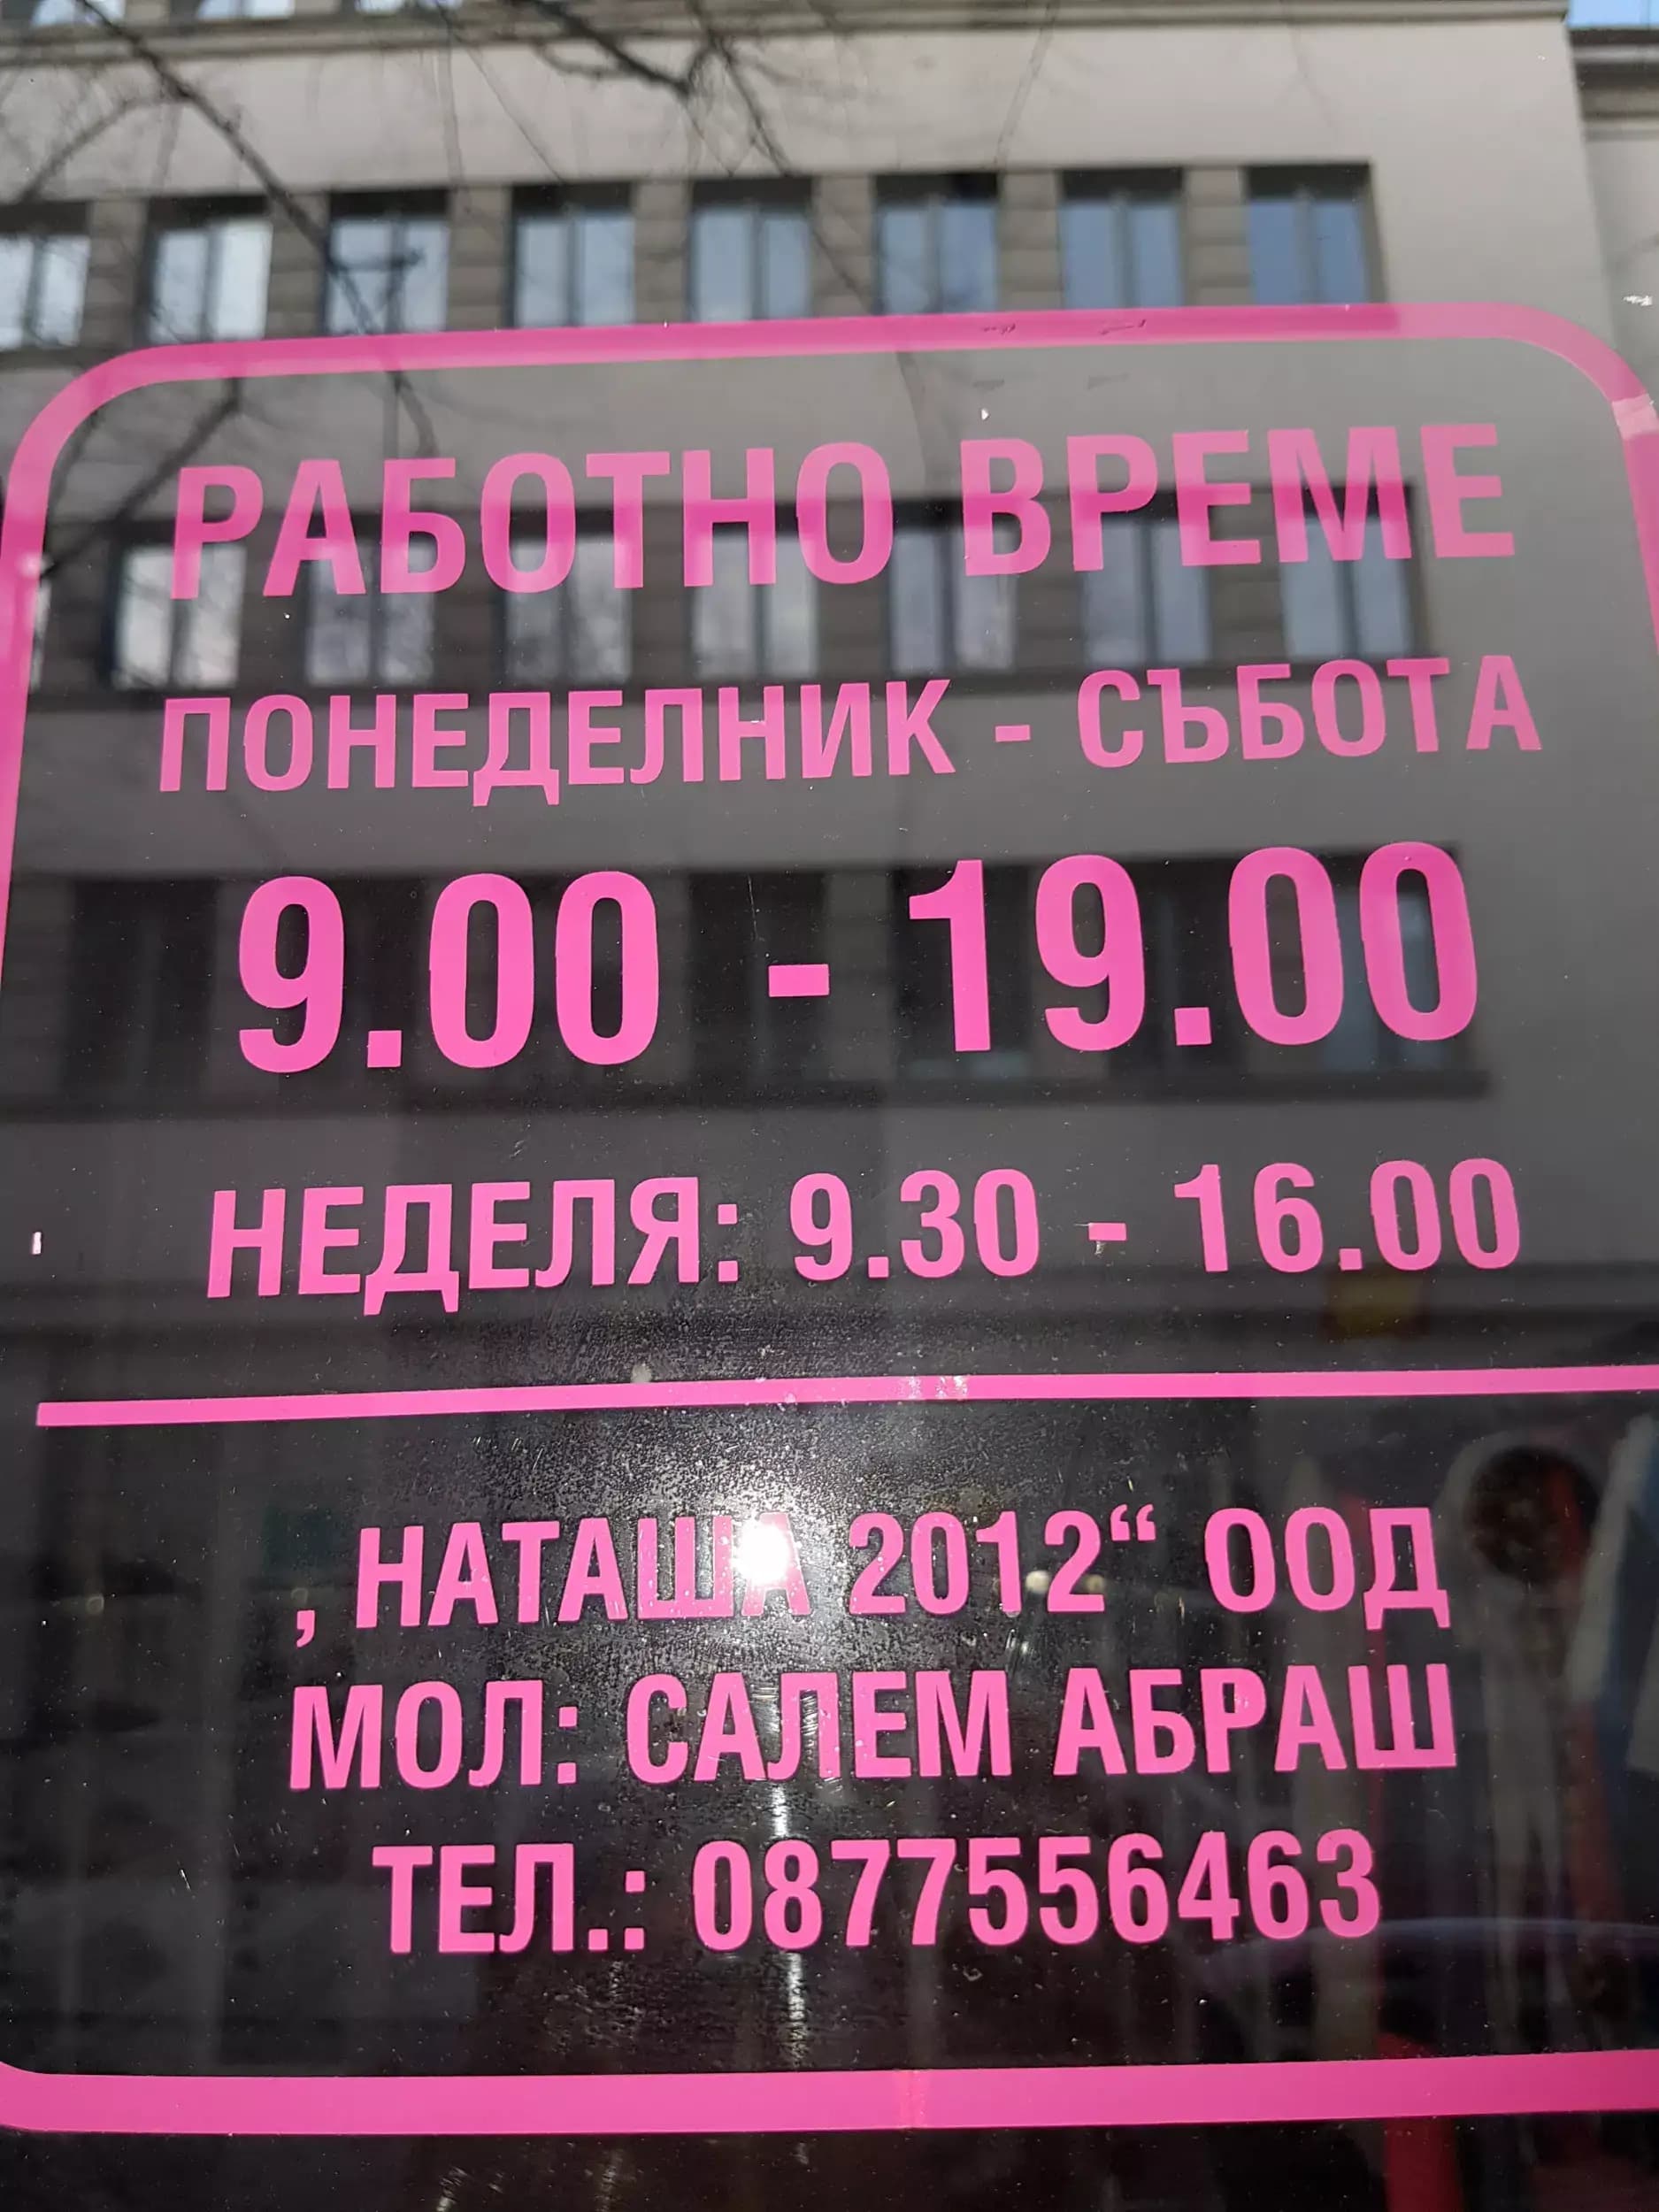 РАБОТНО ВРЕМЕ
ПОНЕДЕЛНИК - СЪБОТА
9.00 - 19.00
НЕДЕЛЯ: 9.30 - 16.00
, НАТАША 2012“ ООД
МОЛ: САЛЕМ АБРАШ
ТЕЛ.: 0877556463